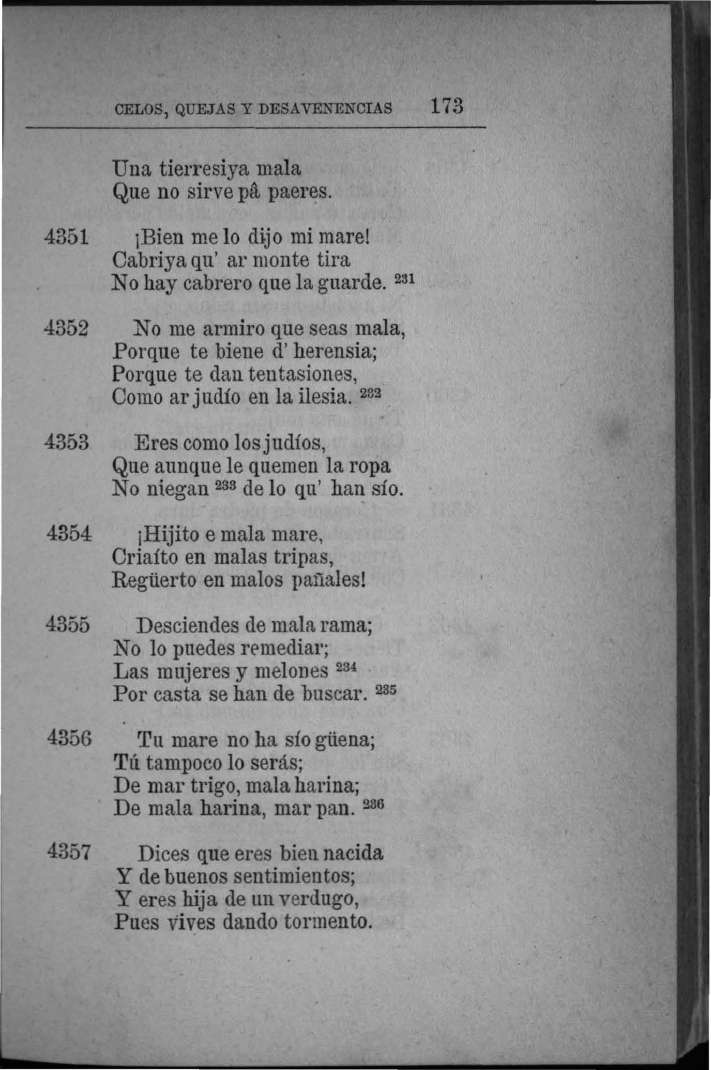 CELOS, QUEJAS Y DESAVENENCIAS 173
Una tierresiya mala
Que no sirve pâ paeres.
4351 ¡Bien me lo dijo mi mare!
Cabriya qu' ar monte tira
No hay cabrero que la guarde. 231
4352 No me armiro que seas mala,
Porque te biene d' herensia;
Porque te dan tentasiones,
Como ar judío en la ilesia. 232
4353 Eres como los judíos,
Que aunque le quemen la ropa
No niegan 233 de lo qu' han sío.
4354 ¡Hijito e mala mare,
Criaíto en malas tripas,
Regüerto en malos pañales!
4355 Desciendes de mala rama;
No lo puedes remediar;
Las mujeres y melones 234
Por casta se han de buscar. 235
4356 Tu mare no ha sío güena;
Tú tampoco lo serás;
De mar trigo, mala harina;
De mala harina, mar pan. 236
4357 Dices que eres bien nacida
Y de buenos sentimientos;
Y eres hija de un verdugo,
Pues vives dando tormento.